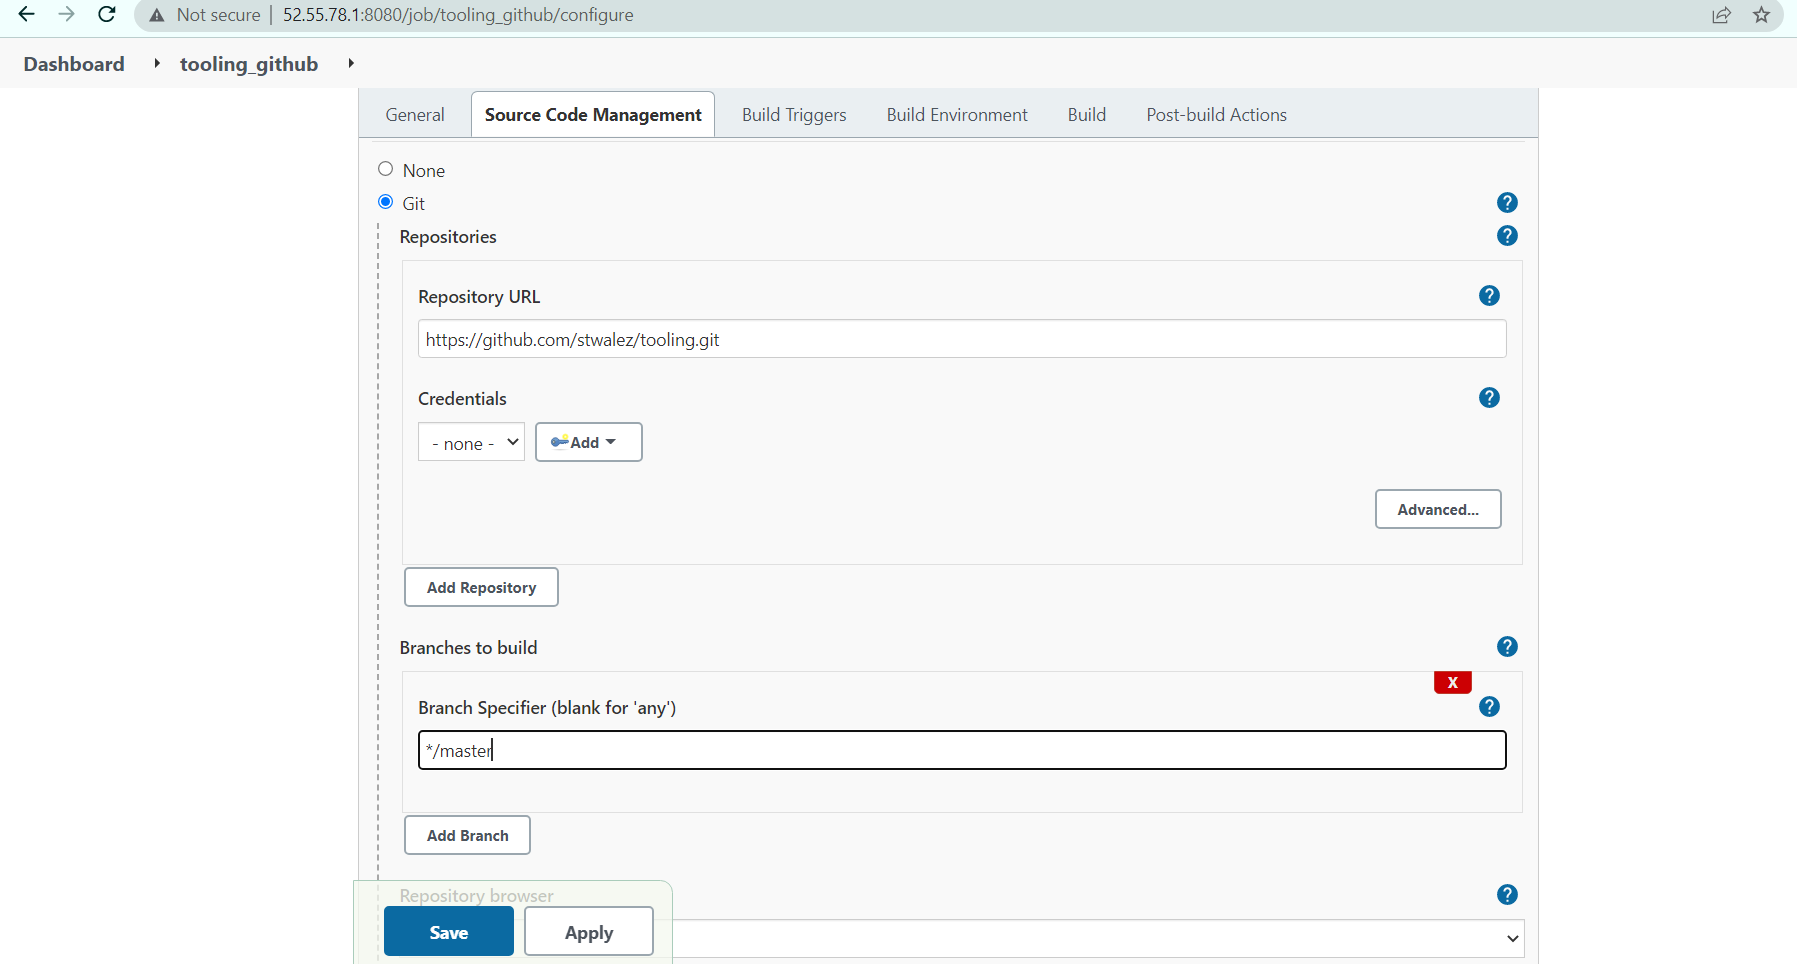 Not secure | 52.55.78.1:8080/job/tooling_github/configure
Dashboard tooling_github
General Source Code Management Build Triggers Build Environment Build Post-build Actions
None
Git ?
Repositories ?
Repository URL ?
https://github.com/stwalez/tooling.git
Credentials ?
- none - Add
Advanced...
Add Repository
Branches to build ?
X
Branch Specifier (blank for 'any') ?
*/master
Add Branch
Repository browser ?
Save Apply